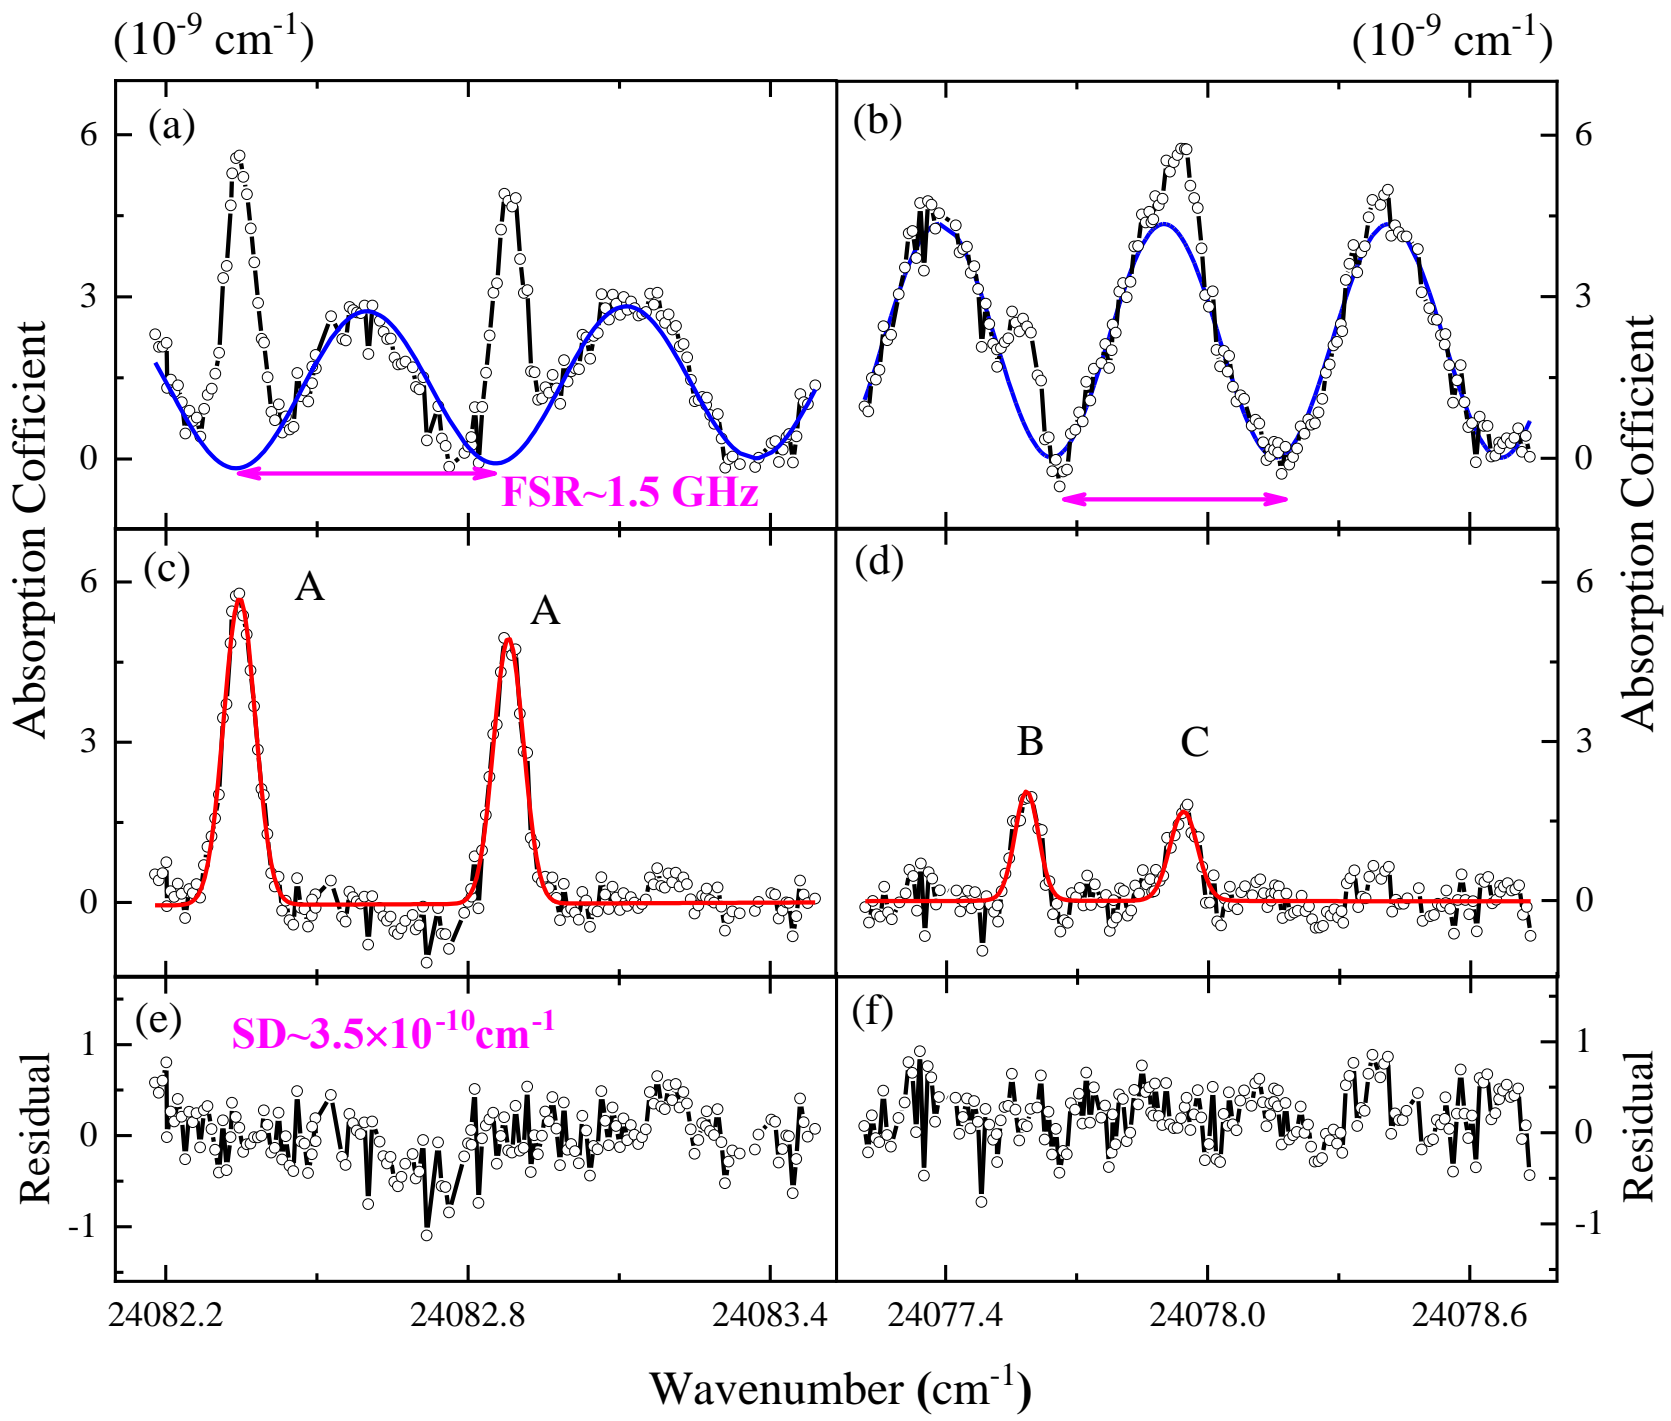 (10⁻⁹ cm⁻¹)
(10⁻⁹ cm⁻¹)
(a)
(b)
6
3
0
6
3
0
FSR~1.5 GHz
Absorption Cofficient
Absorption Cofficient
(c)
(d)
6
3
0
A
A
B
C
6
3
0
(e)
(f)
SD~3.5×10⁻¹⁰cm⁻¹
Residual
1
0
-1
1
0
-1
Residual
24082.2 24082.8 24083.4 24077.4 24078.0 24078.6
Wavenumber (cm⁻¹)